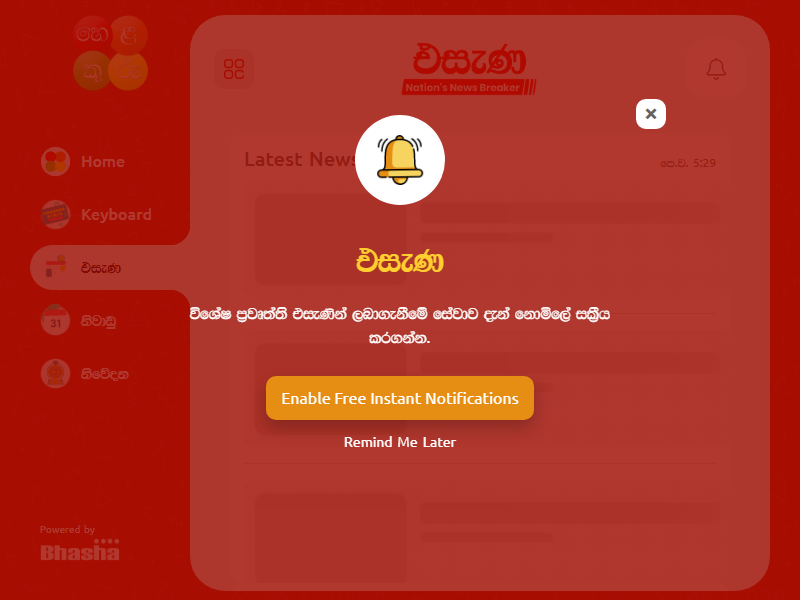 හෙළ
කුරු
එසැණ
Nation's News Breaker
Home
Keyboard
එසැණ
නිවාඩු
31
නිවේදන
Latest News
පෙ.ව. 5:29
එසැණ
විශේෂ ප්‍රවෘත්ති එසැණින් ලබාගැනීමේ සේවාව දැන් නොමිලේ සක්‍රීය
කරගන්න.
Enable Free Instant Notifications
Remind Me Later
Powered by
Bhasha